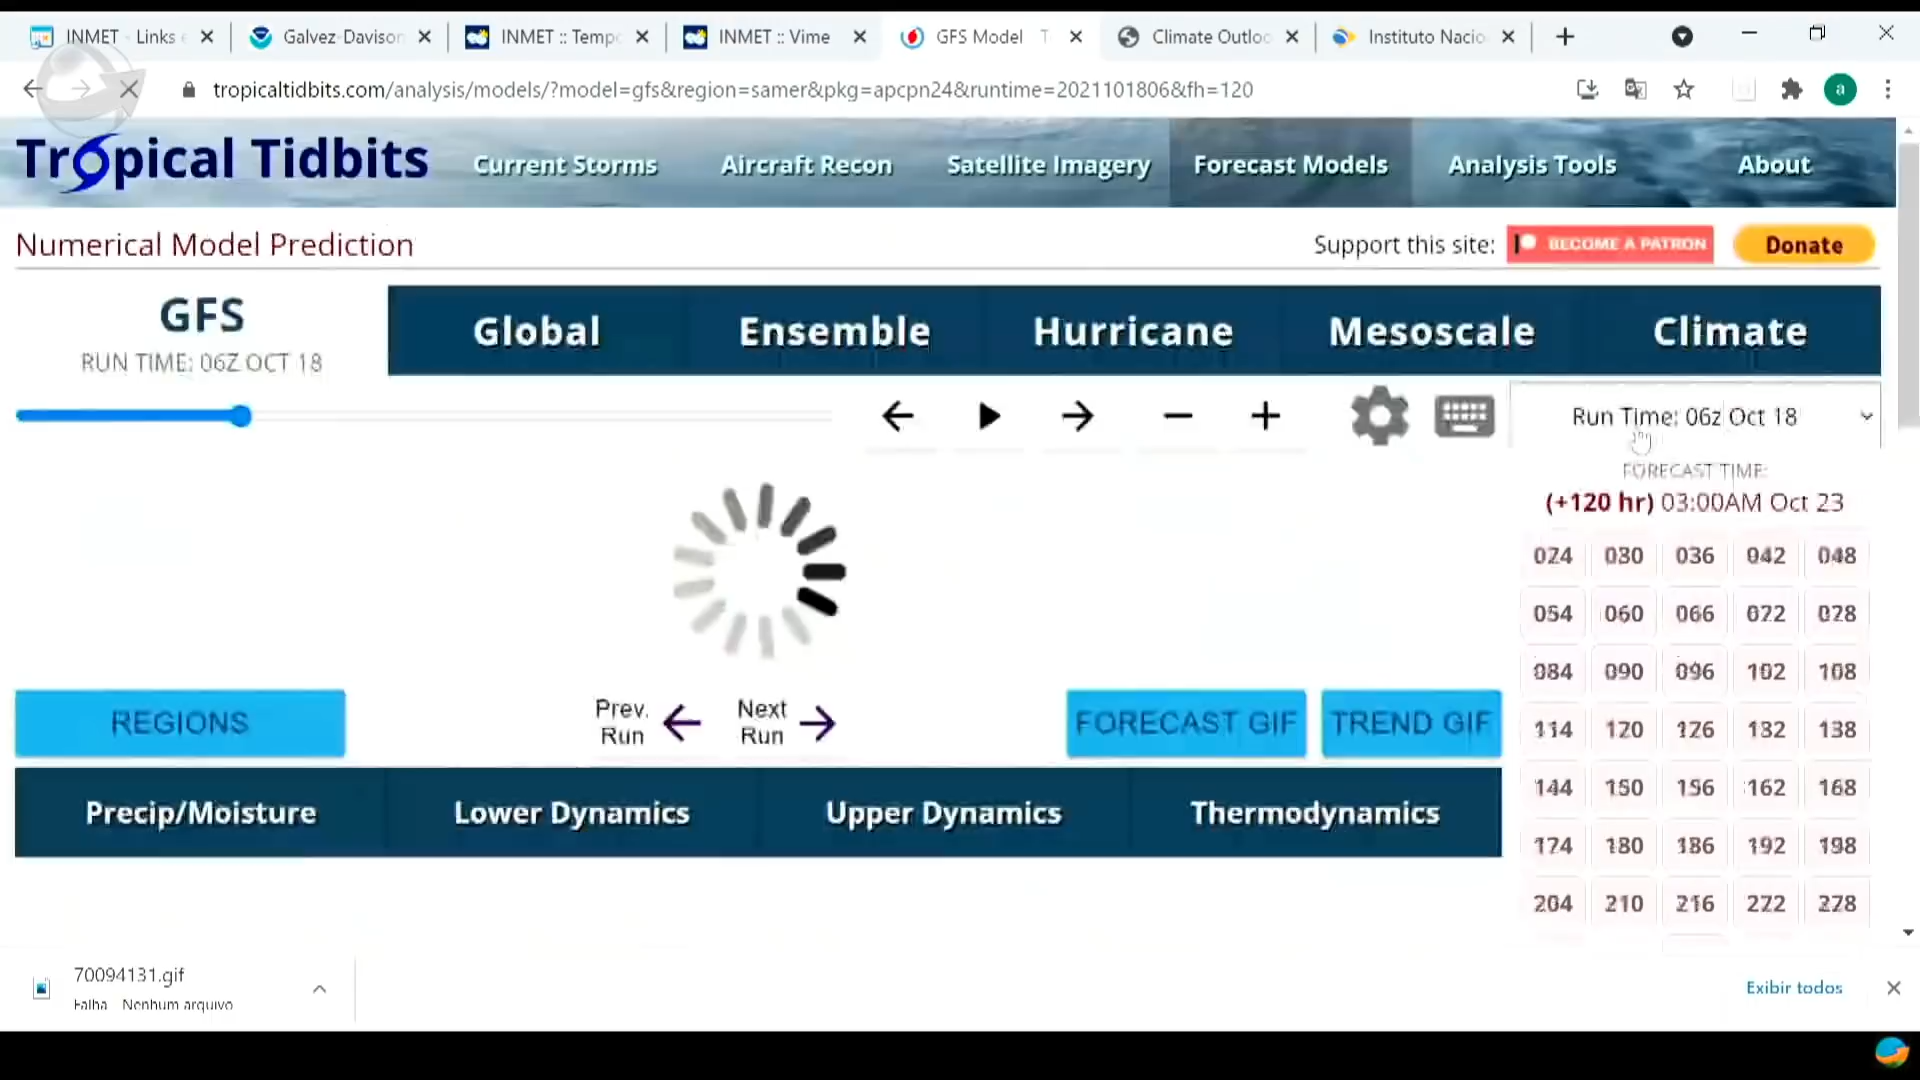 INMET - Links e
Galvez-Davison
INMET :: Tempo
INMET :: Vime
GFS Model T
Climate Outloo
Instituto Nacio
tropicaltidbits.com/analysis/models/?model=gfs&region=samer&pkg=apcpn24&runtime=2021101806&fh=120
a
Tropical Tidbits
Current Storms
Aircraft Recon
Satellite Imagery
Forecast Models
Analysis Tools
About
Numerical Model Prediction
Support this site:
BECOME A PATRON
Donate
GFS
RUN TIME: 06Z OCT 18
Global
Ensemble
Hurricane
Mesoscale
Climate
Run Time: 06z Oct 18
FORECAST TIME:
(+120 hr) 03:00AM Oct 23
024 030 036 042 048
054 060 066 072 078
084 090 096 102 108
114 120 126 132 138
144 150 156 162 168
174 180 186 192 198
204 210 216 222 228
REGIONS
Prev. Run
Next Run
FORECAST GIF
TREND GIF
Precip/Moisture
Lower Dynamics
Upper Dynamics
Thermodynamics
70094131.gif
Falha - Nenhum arquivo
Exibir todos